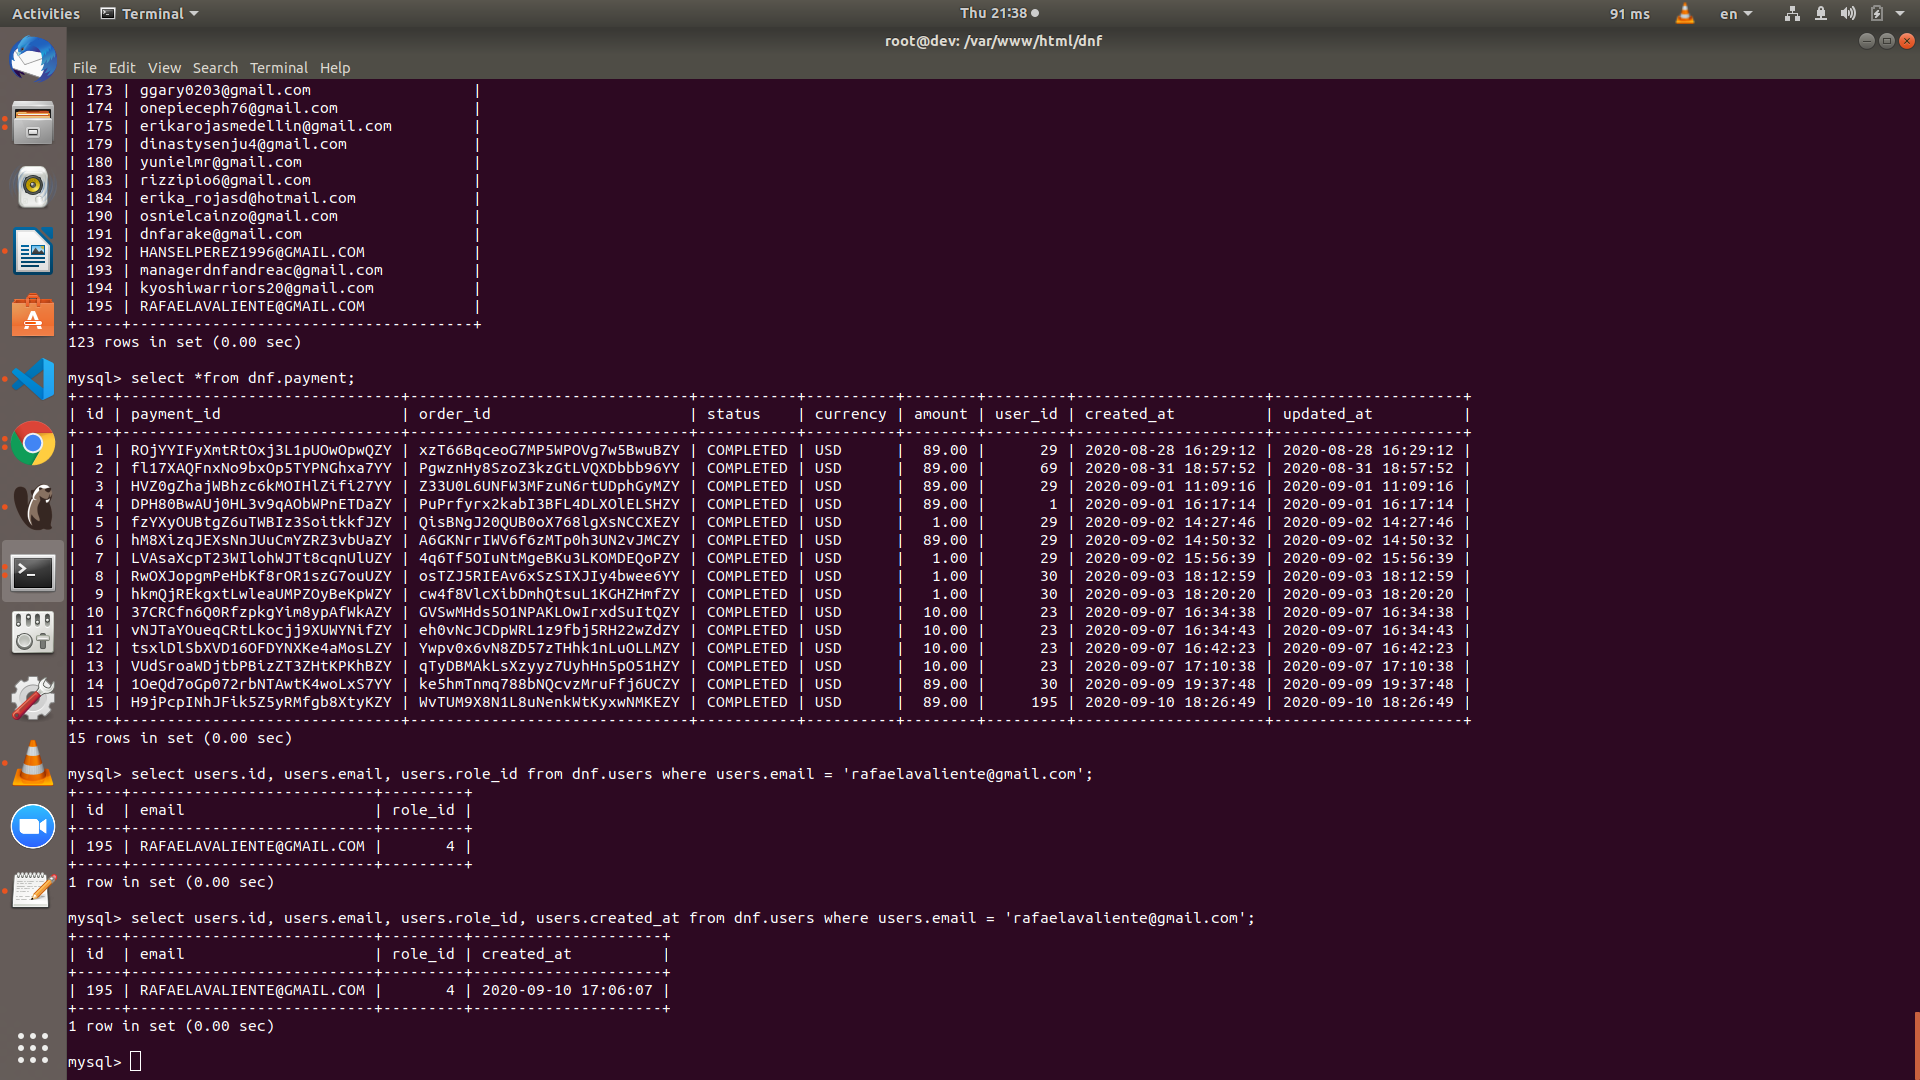 Activities Terminal Thu 21:38 91 ms en
root@dev: /var/www/html/dnf
File Edit View Search Terminal Help
| 173 | ggary0203@gmail.com                  |
| 174 | onepieceph76@gmail.com               |
| 175 | erikarojasmedellin@gmail.com         |
| 179 | dinastysenju4@gmail.com              |
| 180 | yunielmr@gmail.com                   |
| 183 | rizzipio6@gmail.com                  |
| 184 | erika_rojasd@hotmail.com             |
| 190 | osnielcainzo@gmail.com               |
| 191 | dnfarake@gmail.com                   |
| 192 | HANSELPEREZ1996@GMAIL.COM            |
| 193 | managerdnfandreac@gmail.com          |
| 194 | kyoshiwarriors20@gmail.com           |
| 195 | RAFAELAVALIENTE@GMAIL.COM            |
+-----+--------------------------------------+
123 rows in set (0.00 sec)
mysql> select *from dnf.payment;
+----+-------------------------------+-------------------------------+-----------+----------+--------+---------+---------------------+---------------------+
| id | payment_id                    | order_id                      | status    | currency | amount | user_id | created_at          | updated_at          |
+----+-------------------------------+-------------------------------+-----------+----------+--------+---------+---------------------+---------------------+
|  1 | ROjYYIFyXmtRtOxj3L1pUOwOpwQZY | xzT66BqceoG7MP5WPOVg7w5BwuBZY | COMPLETED | USD      |  89.00 |      29 | 2020-08-28 16:29:12 | 2020-08-28 16:29:12 |
|  2 | fl17XAQFnxNo9bxOp5TYPNGhxa7YY | PgwznHy8SzoZ3kzGtLVQXDbbb96YY | COMPLETED | USD      |  89.00 |      69 | 2020-08-31 18:57:52 | 2020-08-31 18:57:52 |
|  3 | HVZ0gZhajWBhzc6kMOIHlZifi27YY | Z33U0L6UNFW3MFzuN6rtUDphGyMZY | COMPLETED | USD      |  89.00 |      29 | 2020-09-01 11:09:16 | 2020-09-01 11:09:16 |
|  4 | DPH80BwAUj0HL3v9qAObWPnETDaZY | PuPrfyrx2kabI3BFL4DLXOlELSHZY | COMPLETED | USD      |  89.00 |       1 | 2020-09-01 16:17:14 | 2020-09-01 16:17:14 |
|  5 | fzYXyOUBtgZ6uTWBIz3SoitkkfJZY | QisBNgJ20QUB0oX768lgXsNCCXEZY | COMPLETED | USD      |   1.00 |      29 | 2020-09-02 14:27:46 | 2020-09-02 14:27:46 |
|  6 | hM8XizqJEXsNnJUuCmYZRZ3vbUaZY | A6GKNrrIWV6f6zMTp0h3UN2vJMCZY | COMPLETED | USD      |  89.00 |      29 | 2020-09-02 14:50:32 | 2020-09-02 14:50:32 |
|  7 | LVAsaXcpT23WIlohWJTt8cqnUlUZY | 4q6Tf5OIuNtMgeBKu3LKOMDEQoPZY | COMPLETED | USD      |   1.00 |      29 | 2020-09-02 15:56:39 | 2020-09-02 15:56:39 |
|  8 | RwOXJopgmPeHbKf8rOR1szG7ouUZY | osTZJ5RIEAv6xSzSIXJIy4bwee6YY | COMPLETED | USD      |   1.00 |      30 | 2020-09-03 18:12:59 | 2020-09-03 18:12:59 |
|  9 | hkmQjREkgxtLwleaUMPZOyBeKpWZY | cw4f8VlcXibDmhQtsuL1KGHZHmfZY | COMPLETED | USD      |   1.00 |      30 | 2020-09-03 18:20:20 | 2020-09-03 18:20:20 |
| 10 | 37CRCfn6Q0RfzpkgYim8ypAfWkAZY | GVSwMHds5O1NPAKLOwIrxdSuItQZY | COMPLETED | USD      |  10.00 |      23 | 2020-09-07 16:34:38 | 2020-09-07 16:34:38 |
| 11 | vNJTaYOueqCRtLkocjj9XUWYNifZY | eh0vNcJCDpWRL1z9fbj5RH22wZdZY | COMPLETED | USD      |  10.00 |      23 | 2020-09-07 16:34:43 | 2020-09-07 16:34:43 |
| 12 | tsxlDlSbXVD16OFDYNXKe4aMosLZY | Ywpv0x6vN8ZD57zTHhk1nLuOLLMZY | COMPLETED | USD      |  10.00 |      23 | 2020-09-07 16:42:23 | 2020-09-07 16:42:23 |
| 13 | VUdSroaWDjtbPBizZT3ZHtKPKhBZY | qTyDBMAkLsXzyyz7UyhHn5pO51HZY | COMPLETED | USD      |  10.00 |      23 | 2020-09-07 17:10:38 | 2020-09-07 17:10:38 |
| 14 | 1OeQd7oGp072rbNTAwtK4woLxS7YY | ke5hmTnmq788bNQcvzMruFfj6UCZY | COMPLETED | USD      |  89.00 |      30 | 2020-09-09 19:37:48 | 2020-09-09 19:37:48 |
| 15 | H9jPcpINhJFik5Z5yRMfgb8XtyKZY | WvTUM9X8N1L8uNenkWtKyxwNMKEZY | COMPLETED | USD      |  89.00 |     195 | 2020-09-10 18:26:49 | 2020-09-10 18:26:49 |
+----+-------------------------------+-------------------------------+-----------+----------+--------+---------+---------------------+---------------------+
15 rows in set (0.00 sec)
mysql> select users.id, users.email, users.role_id from dnf.users where users.email = 'rafaelavaliente@gmail.com';
+-----+---------------------------+---------+
| id  | email                     | role_id |
+-----+---------------------------+---------+
| 195 | RAFAELAVALIENTE@GMAIL.COM |       4 |
+-----+---------------------------+---------+
1 row in set (0.00 sec)
mysql> select users.id, users.email, users.role_id, users.created_at from dnf.users where users.email = 'rafaelavaliente@gmail.com';
+-----+---------------------------+---------+---------------------+
| id  | email                     | role_id | created_at          |
+-----+---------------------------+---------+---------------------+
| 195 | RAFAELAVALIENTE@GMAIL.COM |       4 | 2020-09-10 17:06:07 |
+-----+---------------------------+---------+---------------------+
1 row in set (0.00 sec)
mysql>